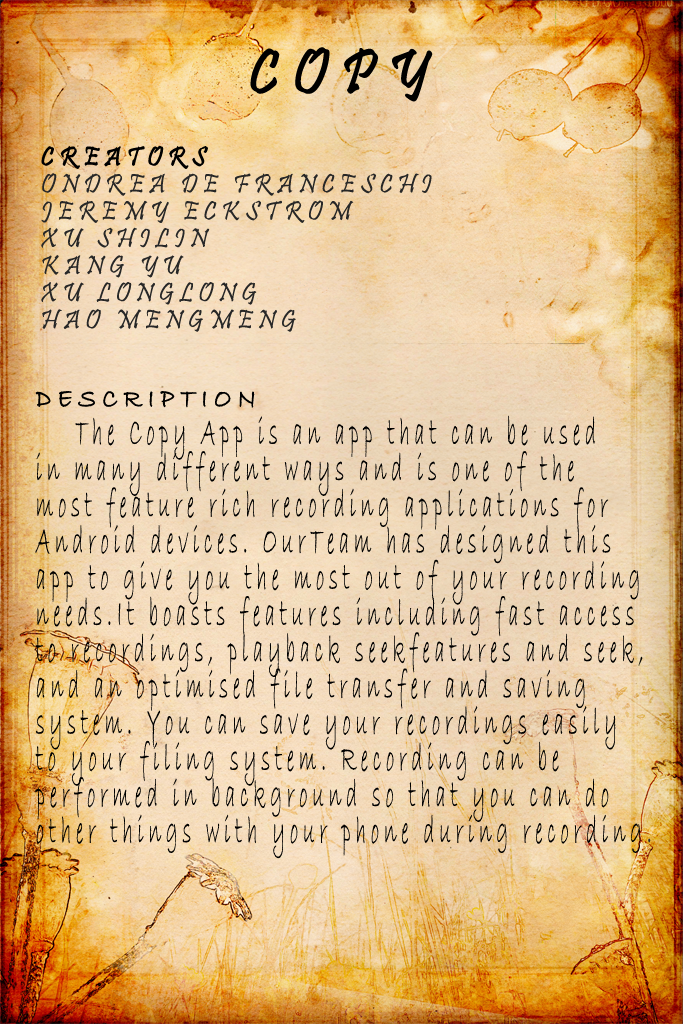 COPY
CREATORS
ONDREA DE FRANCESCHI
JEREMY ECKSTROM
XU SHILIN
KANG YU
XU LONGLONG
HAO MENGMENG
DESCRIPTION
The Copy App is an app that can be used
in many different ways and is one of the
most feature rich recording applications for
Android devices. OurTeam has designed this
app to give you the most out of your recording
needs.It boasts features including fast access
to recordings, playback seekfeatures and seek,
and an optimised file transfer and saving
system. You can save your recordings easily
to your filing system. Recording can be
performed in background so that you can do
other things with your phone during recording